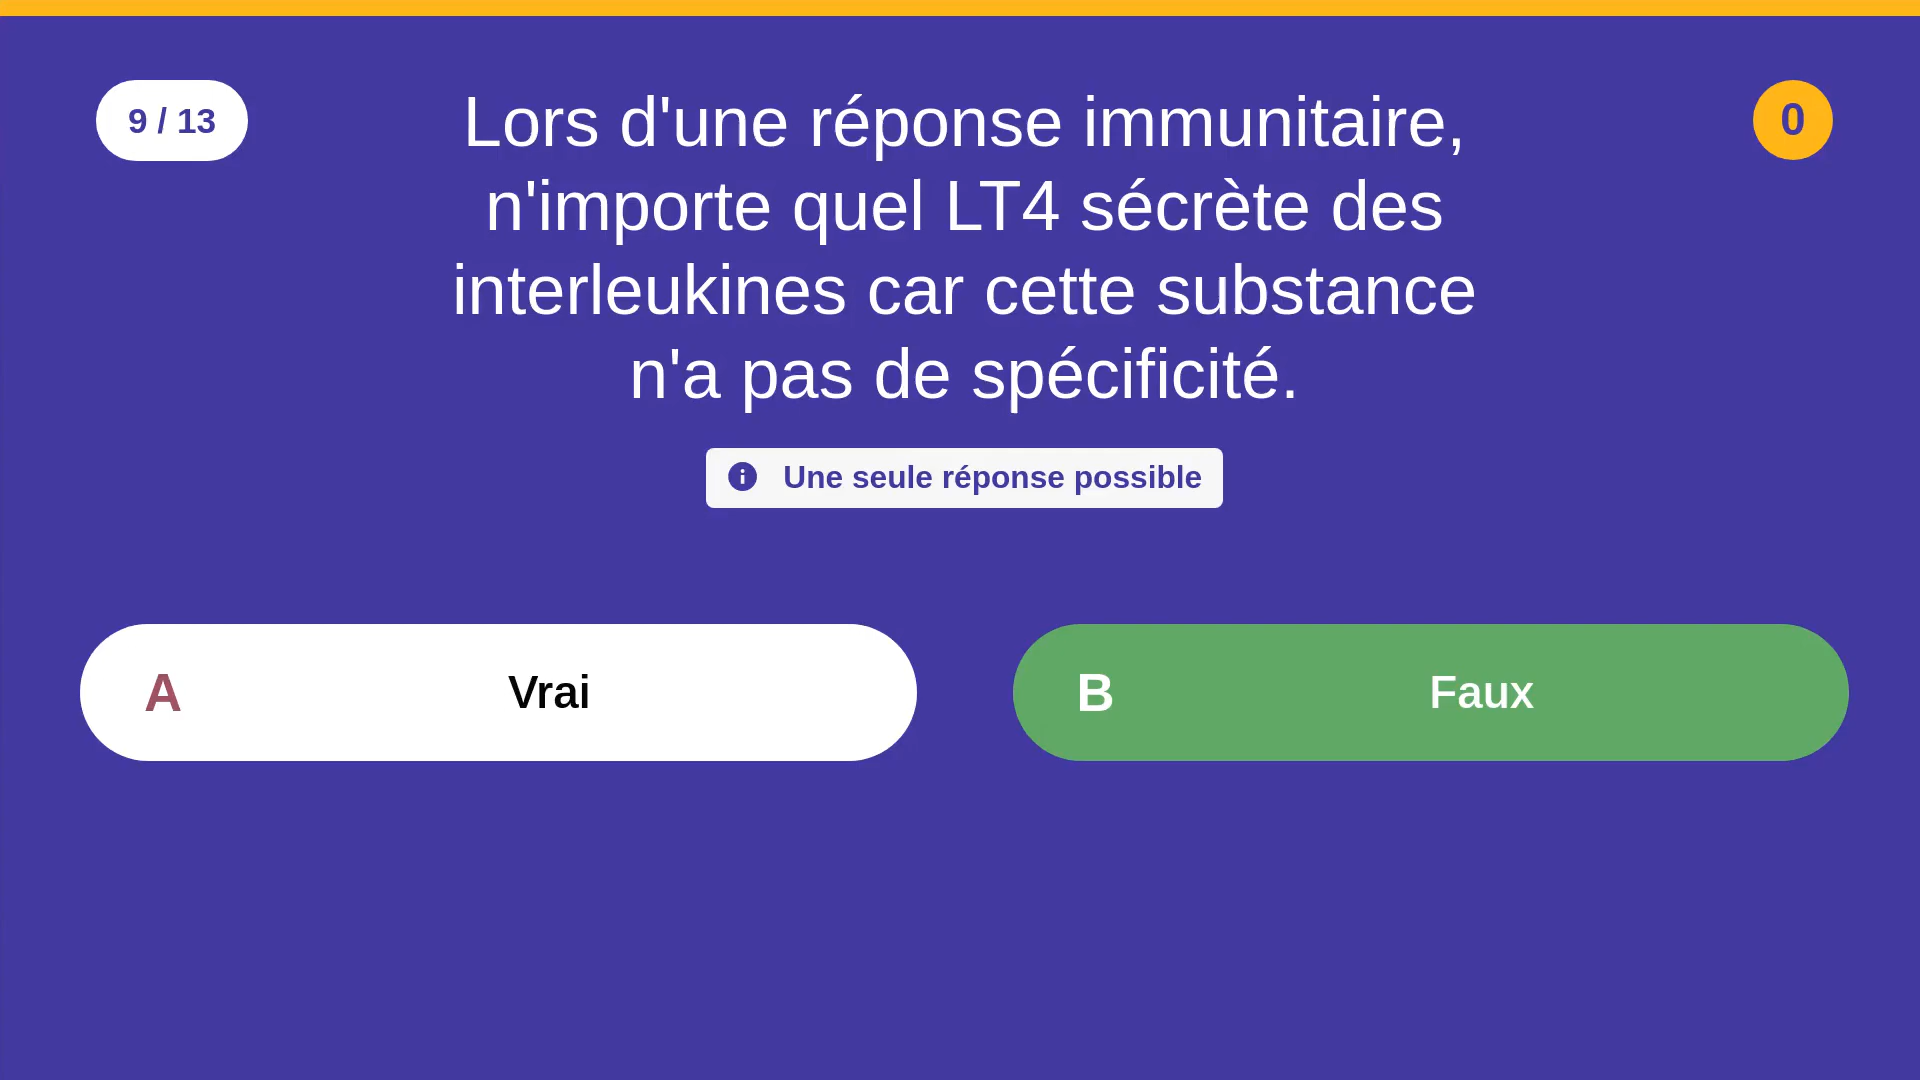 9 / 13
Lors d'une réponse immunitaire,
n'importe quel LT4 sécrète des
interleukines car cette substance
n'a pas de spécificité.
0
Une seule réponse possible
A Vrai
B Faux